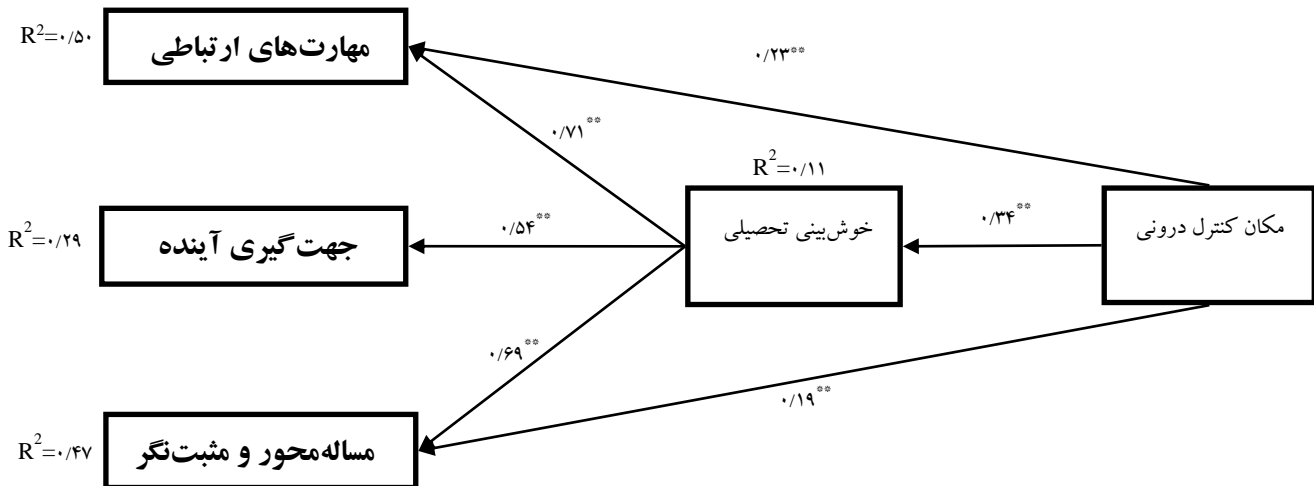 R²=۰/۵۰
مهارت‌های ارتباطی
۰/۲۳**
۰/۷۱**
R²=۰/۱۱
R²=۰/۲۹
جهت‌گیری آینده
۰/۵۴**
خوش‌بینی تحصیلی
۰/۳۴**
مکان کنترل درونی
۰/۶۹**
۰/۱۹**
R²=۰/۴۷
مساله‌محور و مثبت‌نگر